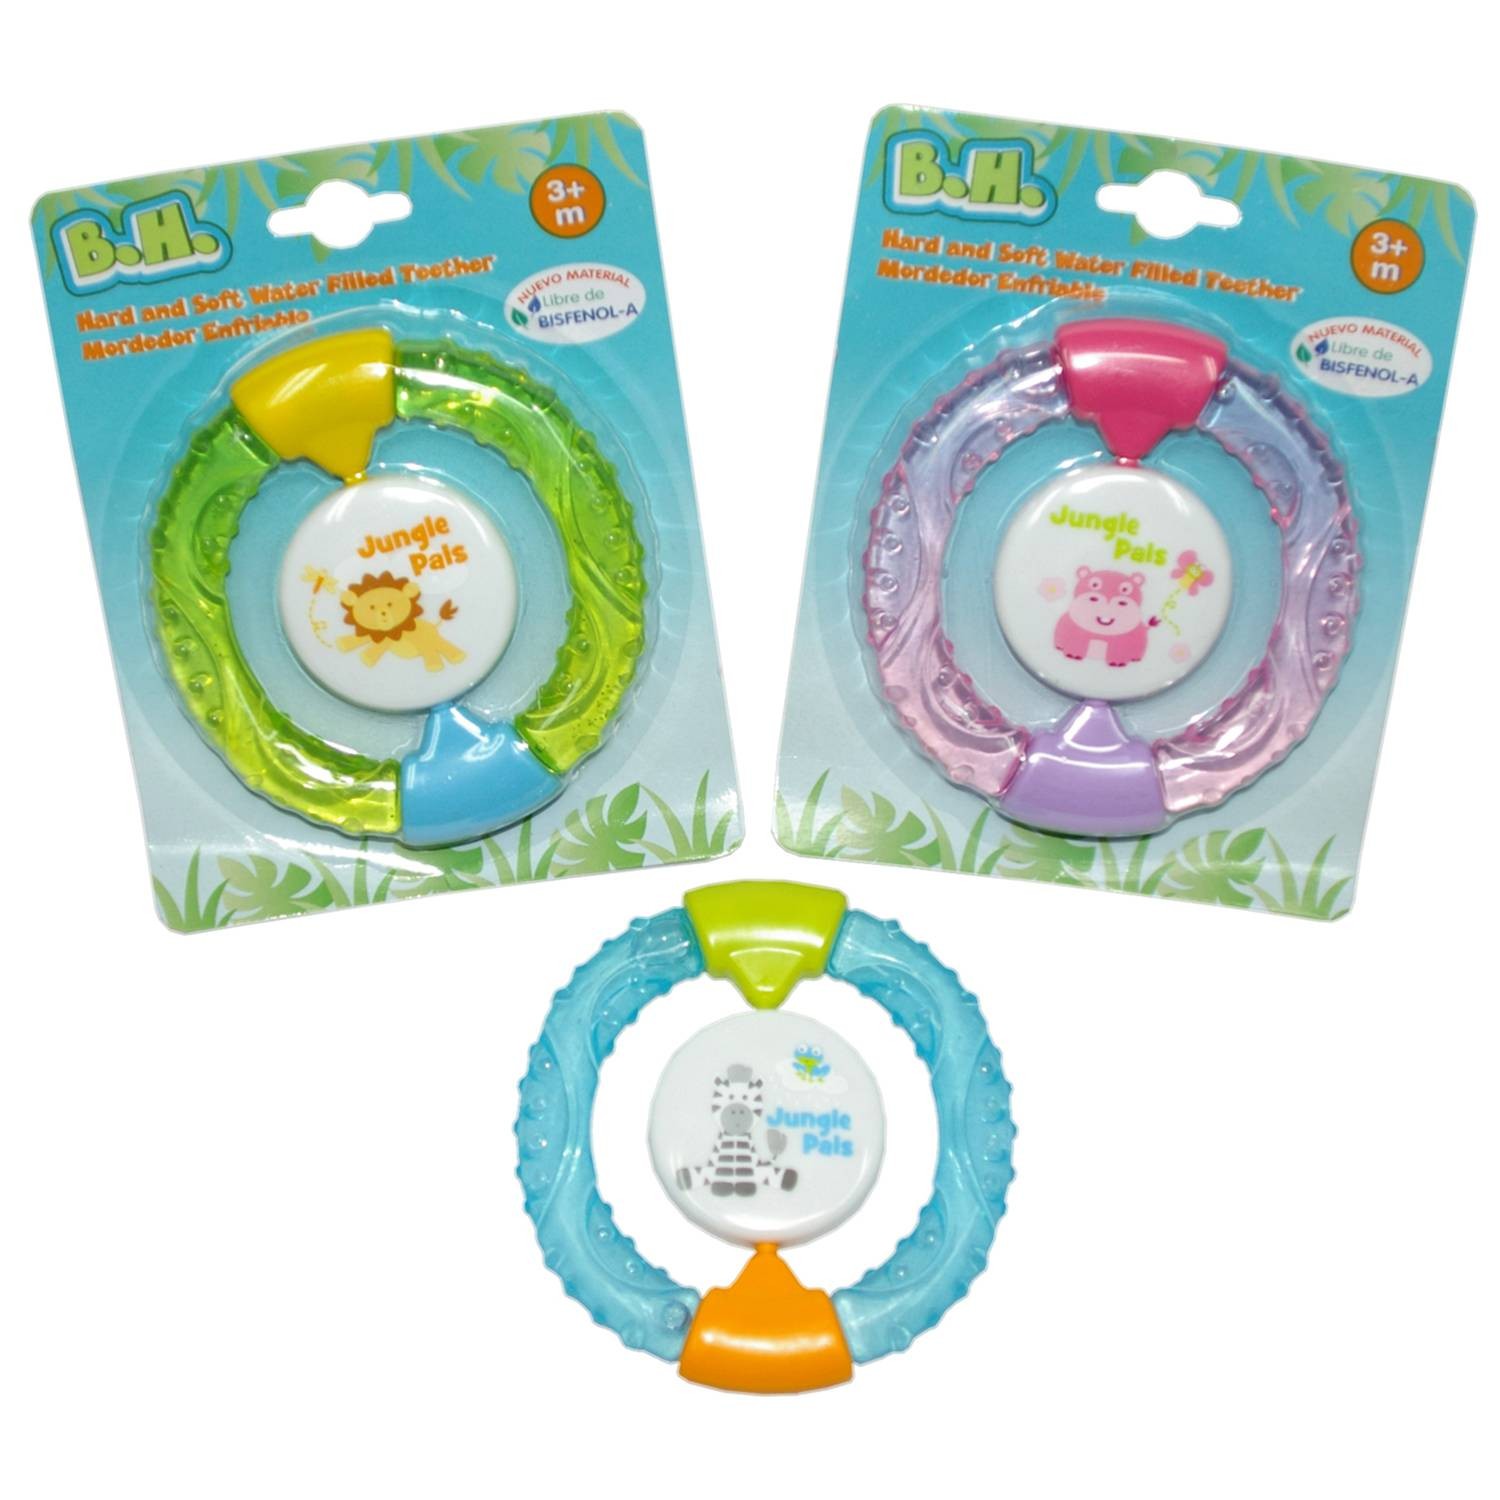 B.H.
3+
m
Hard and Soft Water Filled Teether
Mordedor Enfriable
NUEVO MATERIAL
Libre de
BISFENOL-A
Jungle
Pals
B.H.
3+
m
Hard and Soft Water Filled Teether
Mordedor Enfriable
NUEVO MATERIAL
Libre de
BISFENOL-A
Jungle
Pals
Jungle
Pals